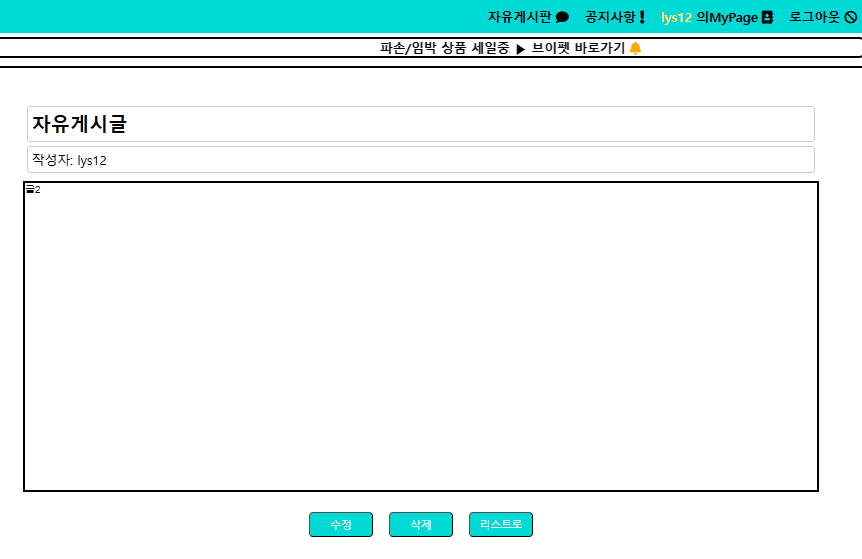 자유게시판 공지사항 lys12 의MyPage 로그아웃
파손/임박 상품 세일중 ▶ 브이펫 바로가기
자유게시글
작성자: lys12
글2
수정 삭제 리스트로